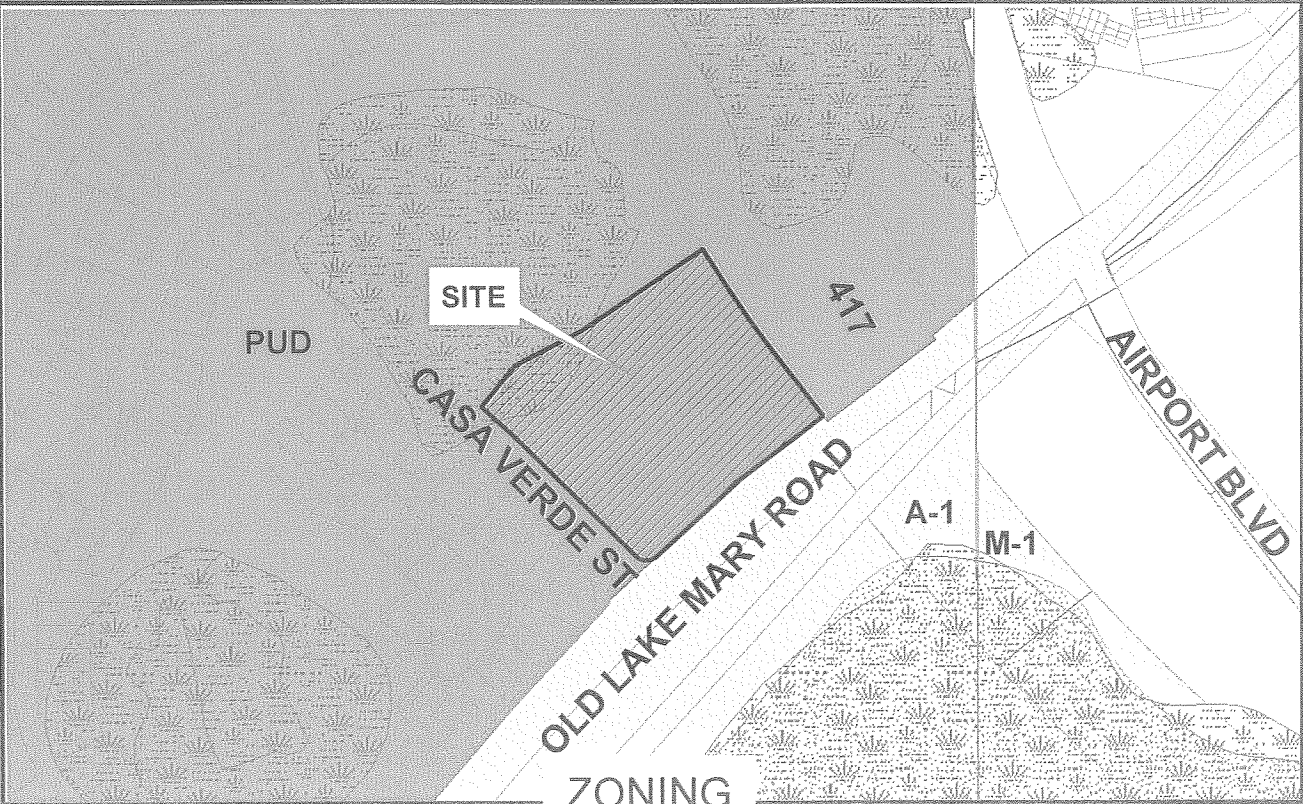 SITE
417
PUD
CASA VERDE ST
AIRPORT BLVD
OLD LAKE MARY ROAD
A-1
M-1
ZONING